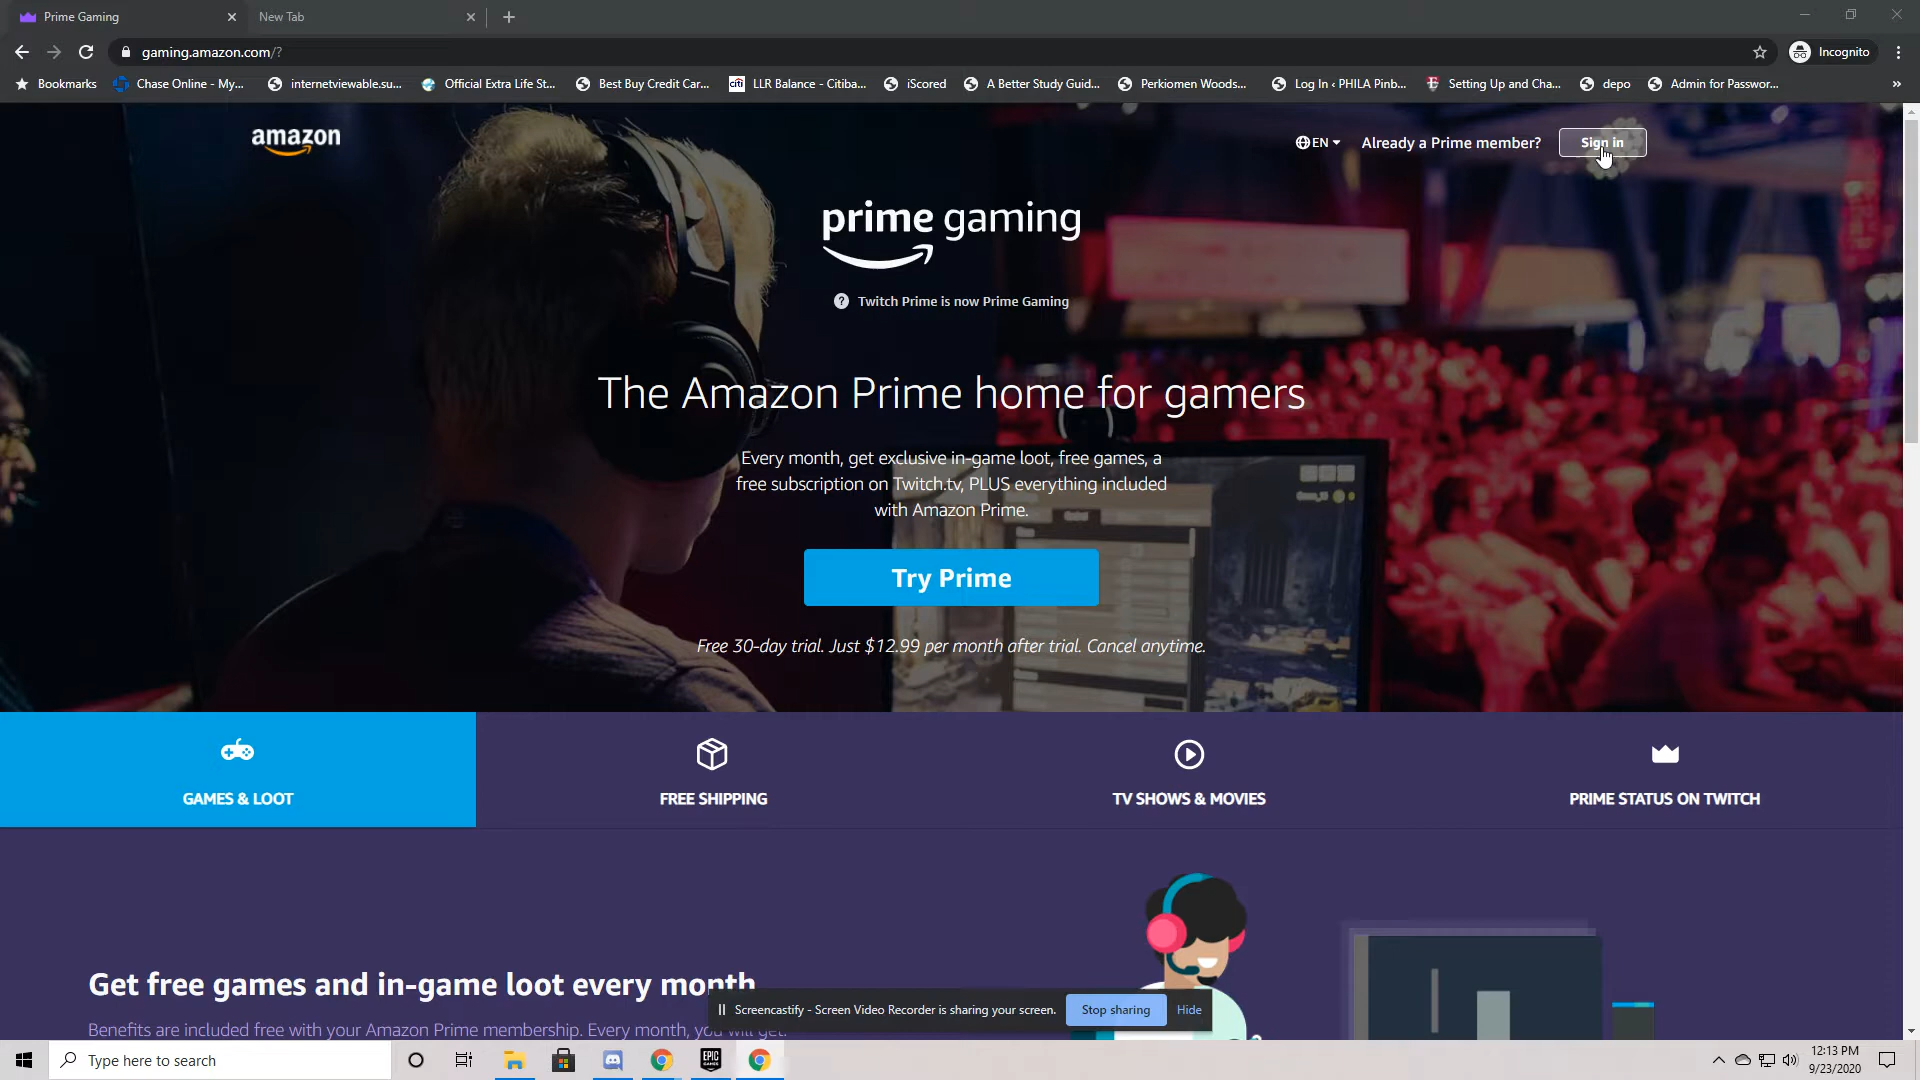 Prime Gaming
New Tab
gaming.amazon.com/?
Incognito
Bookmarks
Chase Online - My...
internetviewable.su...
Official Extra Life St...
Best Buy Credit Car...
citi
LLR Balance - Citiba...
iScored
A Better Study Guid...
Perkiomen Woods...
Log In ‹ PHILA Pinb...
Setting Up and Cha...
depo
Admin for Passwor...
»
amazon
EN
Already a Prime member?
Sign in
prime gaming
? Twitch Prime is now Prime Gaming
The Amazon Prime home for gamers
Every month, get exclusive in-game loot, free games, a
free subscription on Twitch.tv, PLUS everything included
with Amazon Prime.
Try Prime
Free 30-day trial. Just $12.99 per month after trial. Cancel anytime.
GAMES & LOOT
FREE SHIPPING
TV SHOWS & MOVIES
PRIME STATUS ON TWITCH
Get free games and in-game loot every month
Screencastify - Screen Video Recorder is sharing your screen.
Stop sharing
Hide
Benefits are included free with your Amazon Prime membership. Every month, you will get:
Type here to search
EPIC
GAMES
12:13 PM
9/23/2020